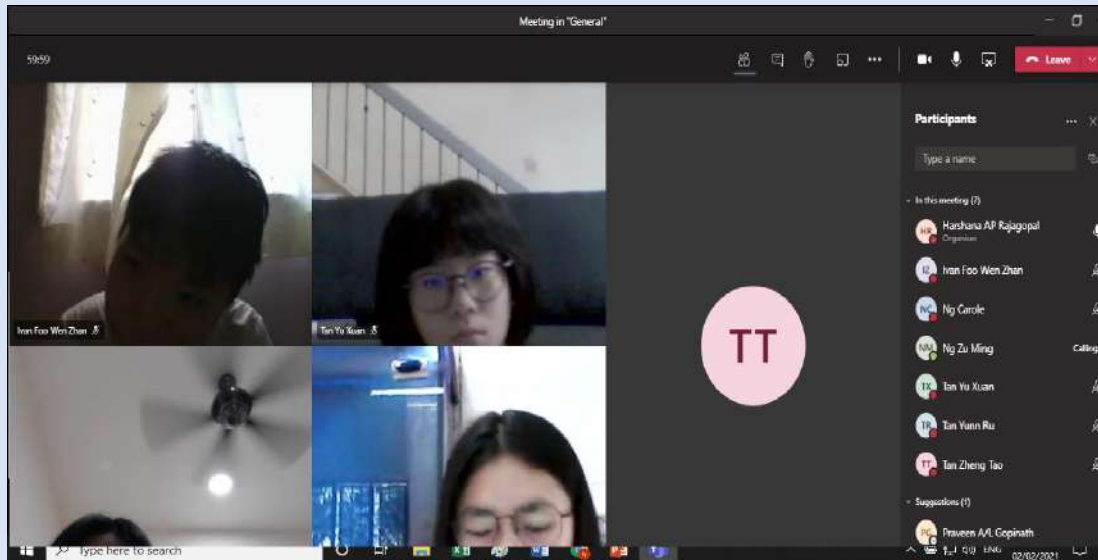 Meeting in "General"
59:59
Leave
Participants
Type a name
In this meeting (7)
HR
Harshana AP Rajagopal
Organiser
IZ
Ivan Foo Wen Zhan
NC
Ng Carole
NM
Ng Zu Ming
Calling
TX
Tan Yu Xuan
TR
Tan Yunn Ru
TT
Tan Zheng Tao
Suggestions (1)
Praveen A/L Gopinath
Ivan Foo Wen Zhan
Tan Yu Xuan
TT
Type here to search
ENG
02/02/2021